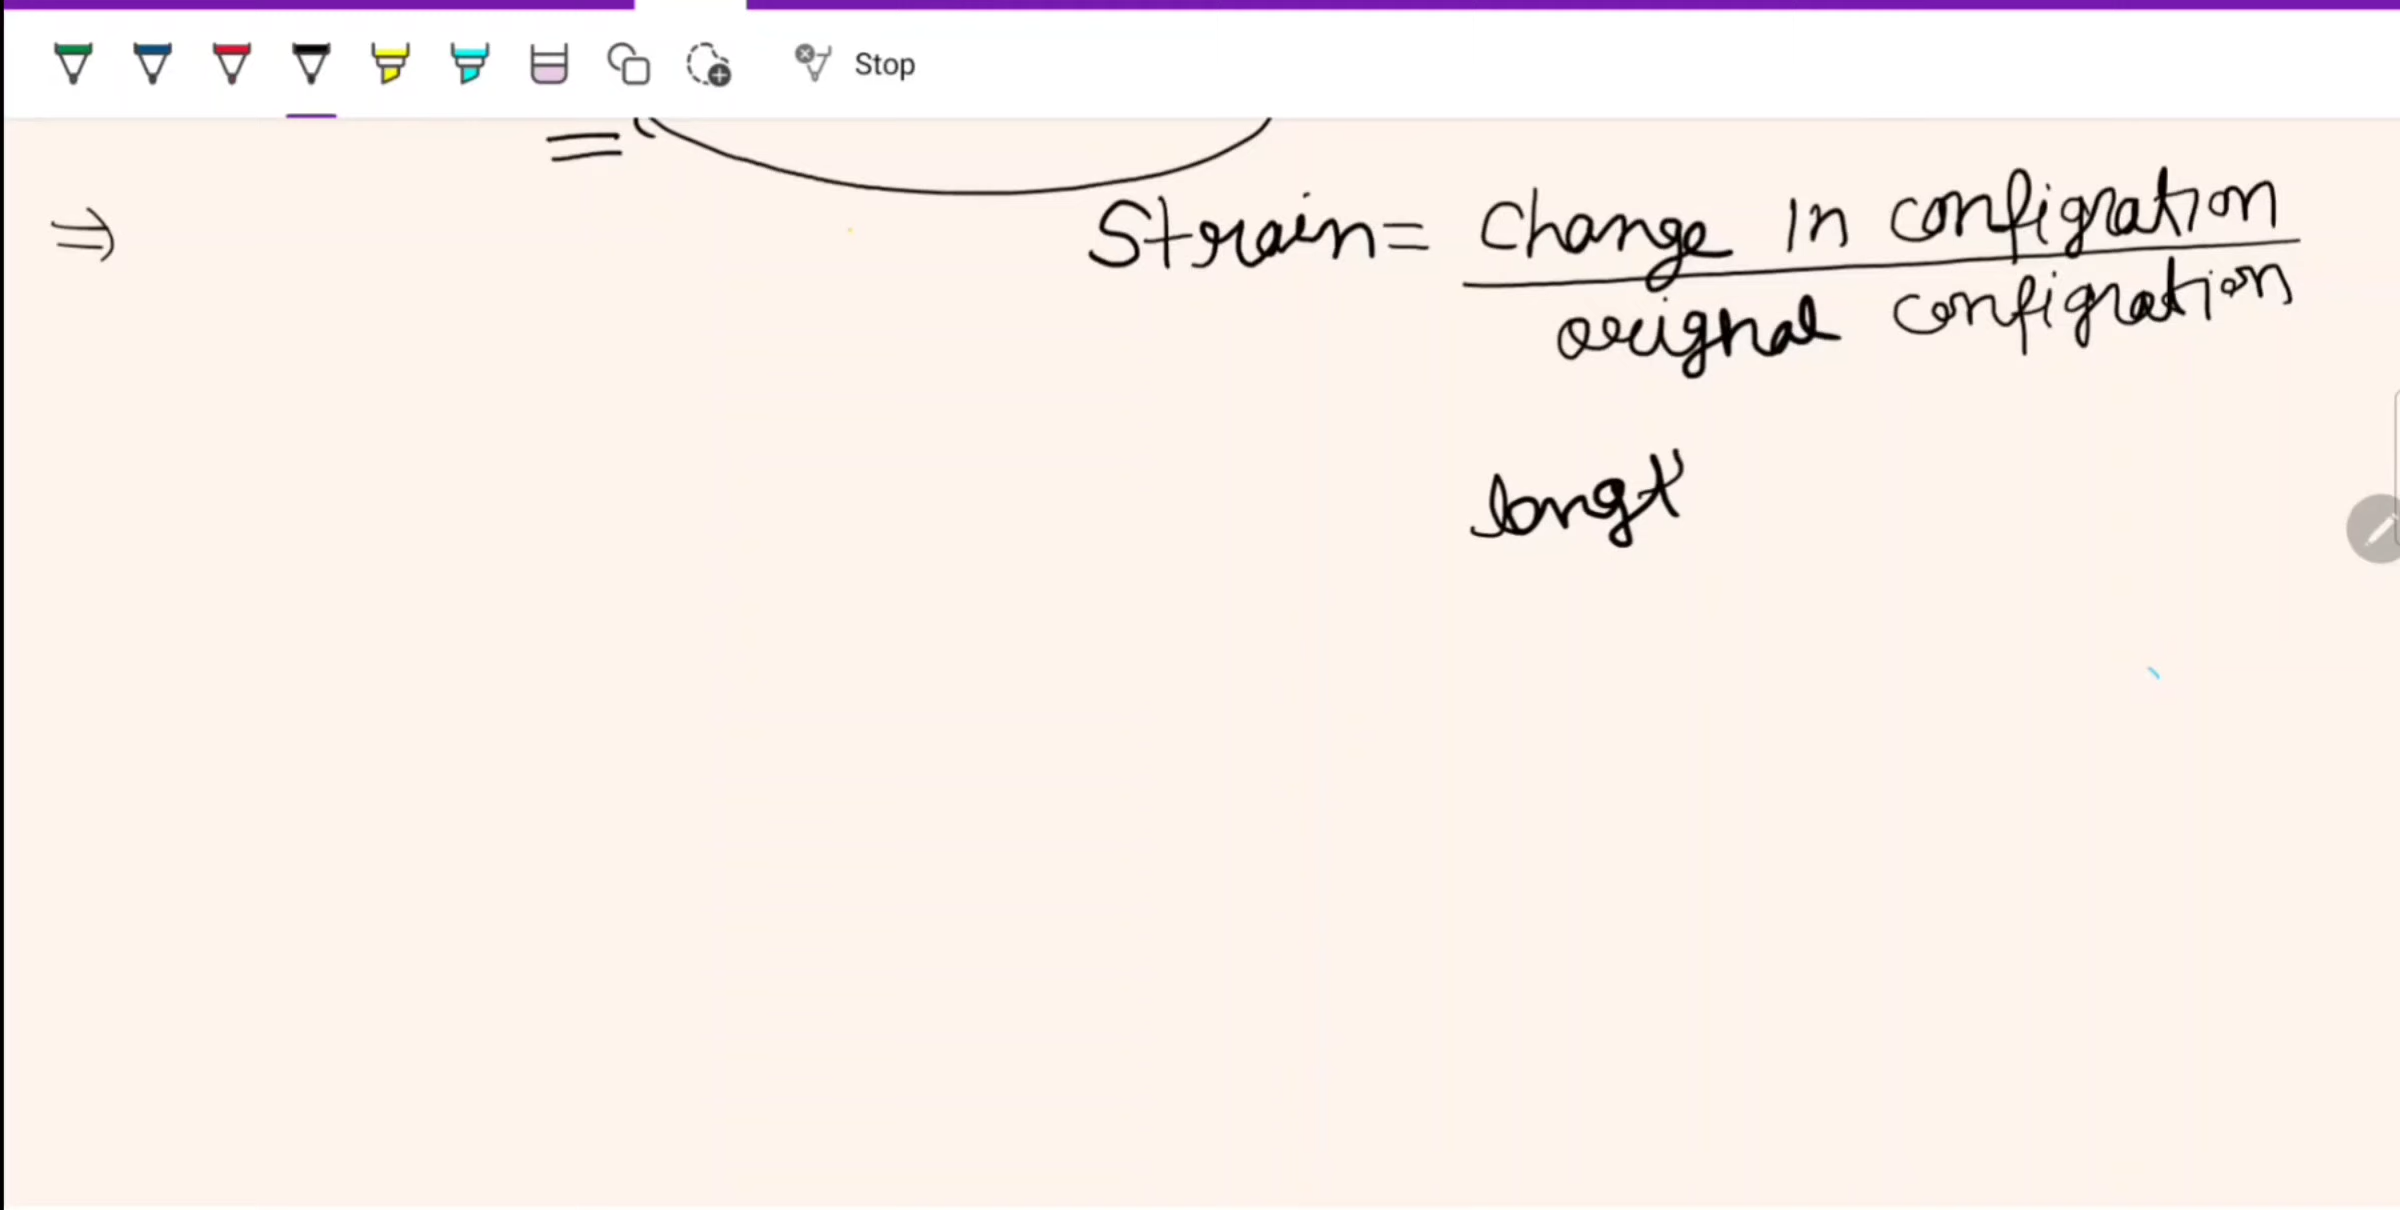 Stop
=
⇒
Strain = Change in configration
orignal configration
longt